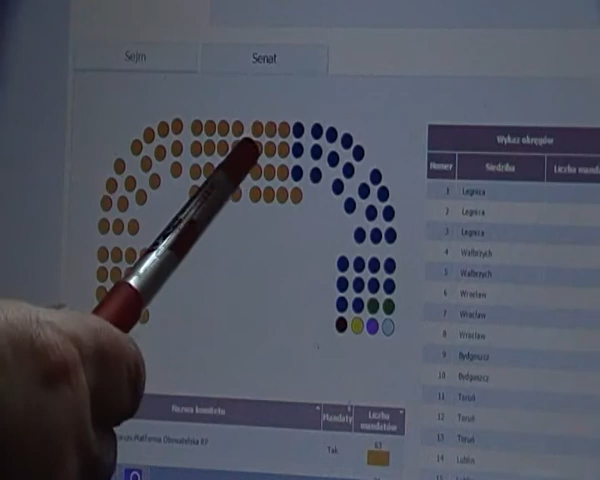 Sejm
Senat
Wykaz okręgów
Numer Siedziba Liczba manda
1 Legnica
2 Legnica
3 Legnica
4 Wałbrzych
5 Wałbrzych
6 Wrocław
7 Wrocław
8 Wrocław
9 Bydgoszcz
10 Bydgoszcz
11 Toruń
12 Toruń
13 Toruń
14 Lublin
Nazwa komitetu Mandaty Liczba mandatów
Platforma Obywatelska RP Tak 63